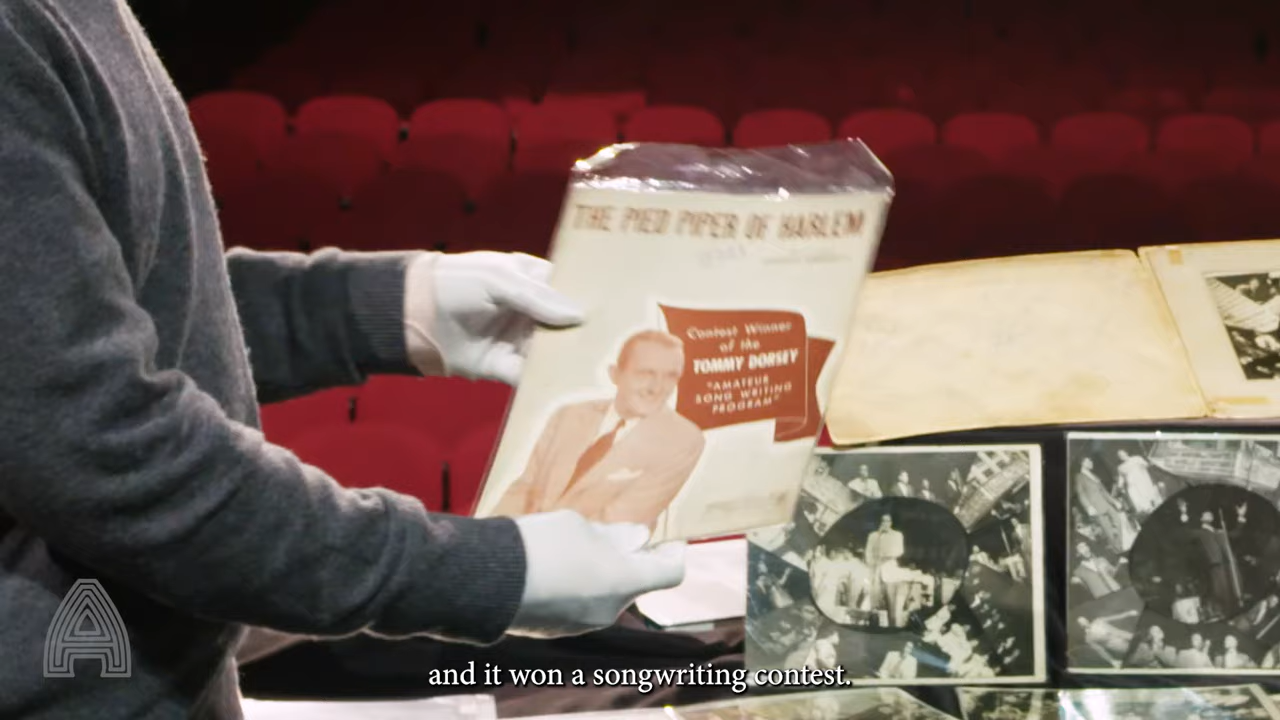 THE PIED PIPER OF HARLEM
Contest Winner
of the
TOMMY DORSEY
"AMATEUR
SONG WRITING
PROGRAM"
A
and it won a songwriting contest.